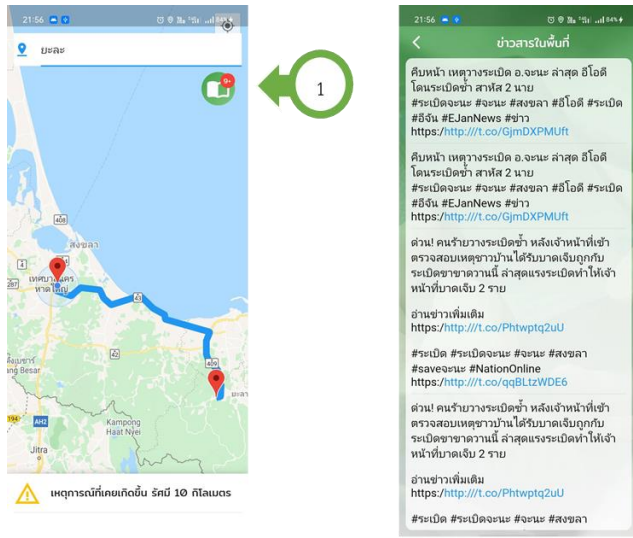 21:56
84%
ยะละ
9+
1
408
สงขลา
4
เทศบาลนคร
หาดใหญ่
43
42
409
ng Besar
194
AH2
Kampong
Haat Nyei
Jitra
เหตุการณ์ที่เคยเกิดขึ้น รัศมี 10 กิโลเมตร
21:56
84%
ข่าวสารในพื้นที่
คืบหน้า เหตุวางระเบิด อ.จะนะ ล่าสุด อีโอดี
โดนระเบิดซ้ำ สาหัส 2 นาย
#ระเบิดจะนะ #จะนะ #สงขลา #อีโอดี #ระเบิด
#อีจัน #EJanNews #ข่าว
https:/http:///t.co/GjmDXPMUft
คืบหน้า เหตุวางระเบิด อ.จะนะ ล่าสุด อีโอดี
โดนระเบิดซ้ำ สาหัส 2 นาย
#ระเบิดจะนะ #จะนะ #สงขลา #อีโอดี #ระเบิด
#อีจัน #EJanNews #ข่าว
https:/http:///t.co/GjmDXPMUft
ด่วน! คนร้ายวางระเบิดซ้ำ หลังเจ้าหน้าที่เข้า
ตรวจสอบเหตุชาวบ้านได้รับบาดเจ็บถูกกับ
ระเบิดขาขาดวานนี้ ล่าสุดแรงระเบิดทำให้เจ้า
หน้าที่บาดเจ็บ 2 ราย
อ่านข่าวเพิ่มเติม
https:/http:///t.co/Phtwptq2uU
#ระเบิด #ระเบิดจะนะ #จะนะ #สงขลา
#saveจะนะ #NationOnline
https:/http:///t.co/qqBLtzWDE6
ด่วน! คนร้ายวางระเบิดซ้ำ หลังเจ้าหน้าที่เข้า
ตรวจสอบเหตุชาวบ้านได้รับบาดเจ็บถูกกับ
ระเบิดขาขาดวานนี้ ล่าสุดแรงระเบิดทำให้เจ้า
หน้าที่บาดเจ็บ 2 ราย
อ่านข่าวเพิ่มเติม
https:/http:///t.co/Phtwptq2uU
#ระเบิด #ระเบิดจะนะ #จะนะ #สงขลา